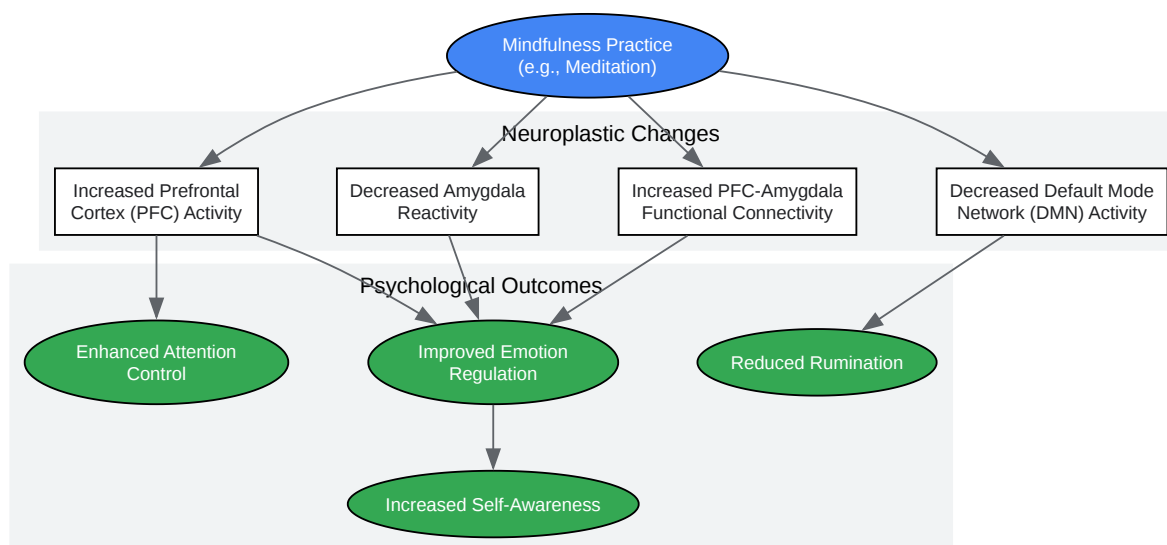 Mindfulness Practice
(e.g., Meditation)
Neuroplastic Changes
Increased Prefrontal
Cortex (PFC) Activity
Decreased Amygdala
Reactivity
Increased PFC-Amygdala
Functional Connectivity
Decreased Default Mode
Network (DMN) Activity
Psychological Outcomes
Enhanced Attention
Control
Improved Emotion
Regulation
Reduced Rumination
Increased Self-Awareness